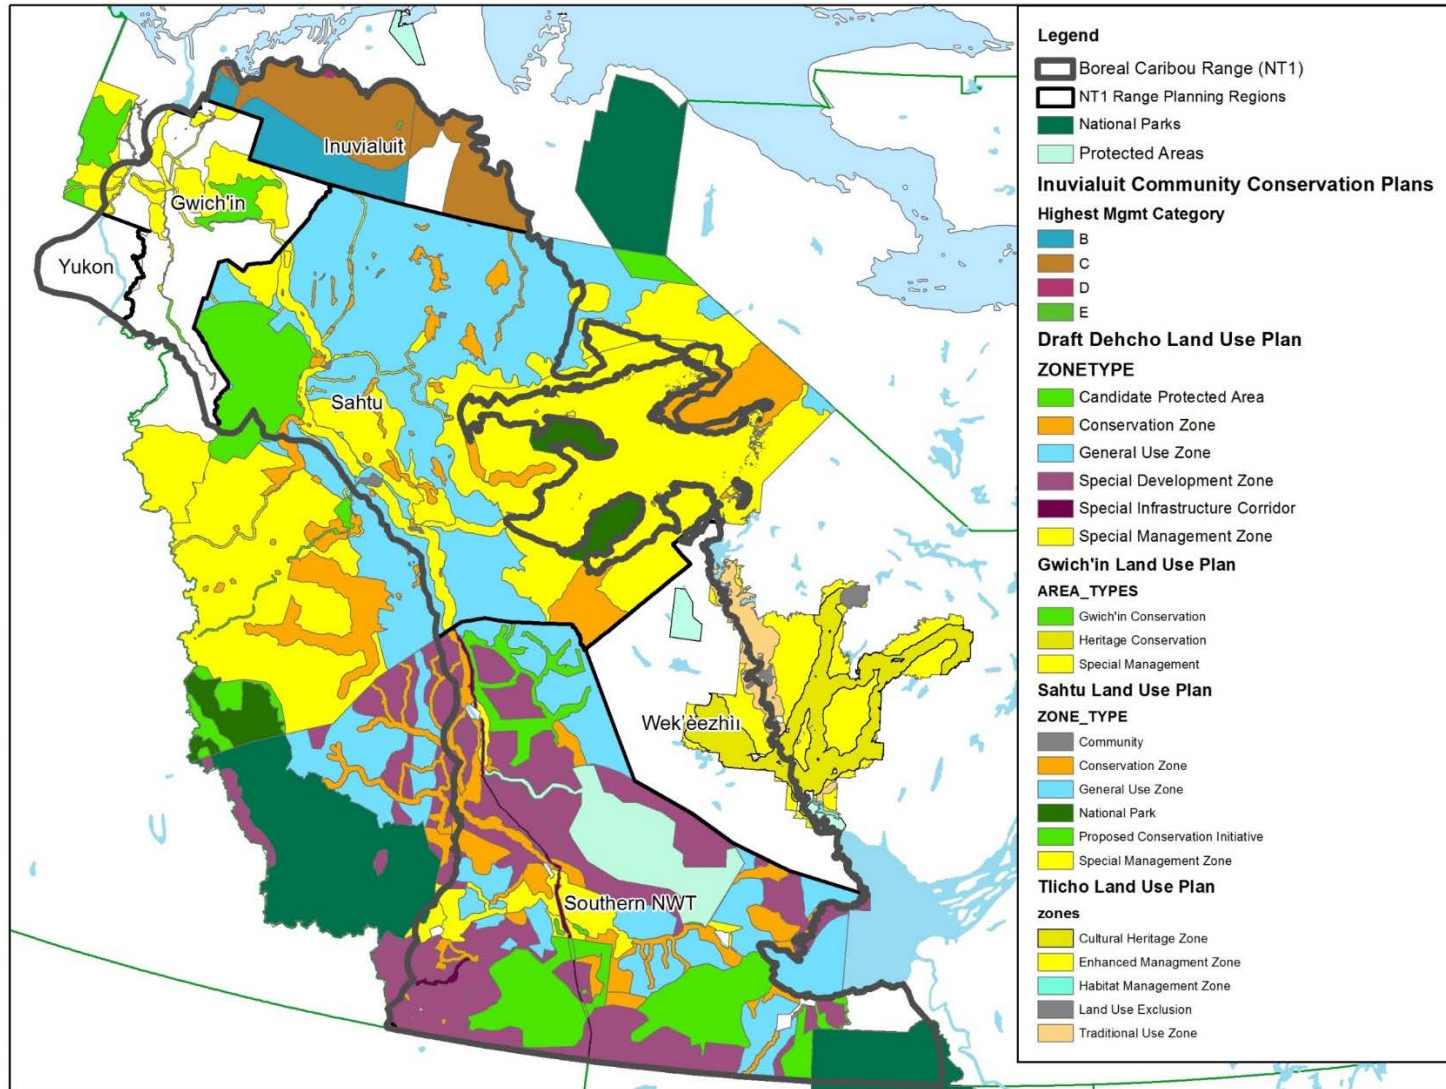 Inuvialuit
Gwich'in
Yukon
Sahtu
Wek'èezhìı
Southern NWT
Legend
Boreal Caribou Range (NT1)
NT1 Range Planning Regions
National Parks
Protected Areas
Inuvialuit Community Conservation Plans
Highest Mgmt Category
B
C
D
E
Draft Dehcho Land Use Plan
ZONETYPE
Candidate Protected Area
Conservation Zone
General Use Zone
Special Development Zone
Special Infrastructure Corridor
Special Management Zone
Gwich'in Land Use Plan
AREA_TYPES
Gwich'in Conservation
Heritage Conservation
Special Management
Sahtu Land Use Plan
ZONE_TYPE
Community
Conservation Zone
General Use Zone
National Park
Proposed Conservation Initiative
Special Management Zone
Tlicho Land Use Plan
zones
Cultural Heritage Zone
Enhanced Managment Zone
Habitat Management Zone
Land Use Exclusion
Traditional Use Zone